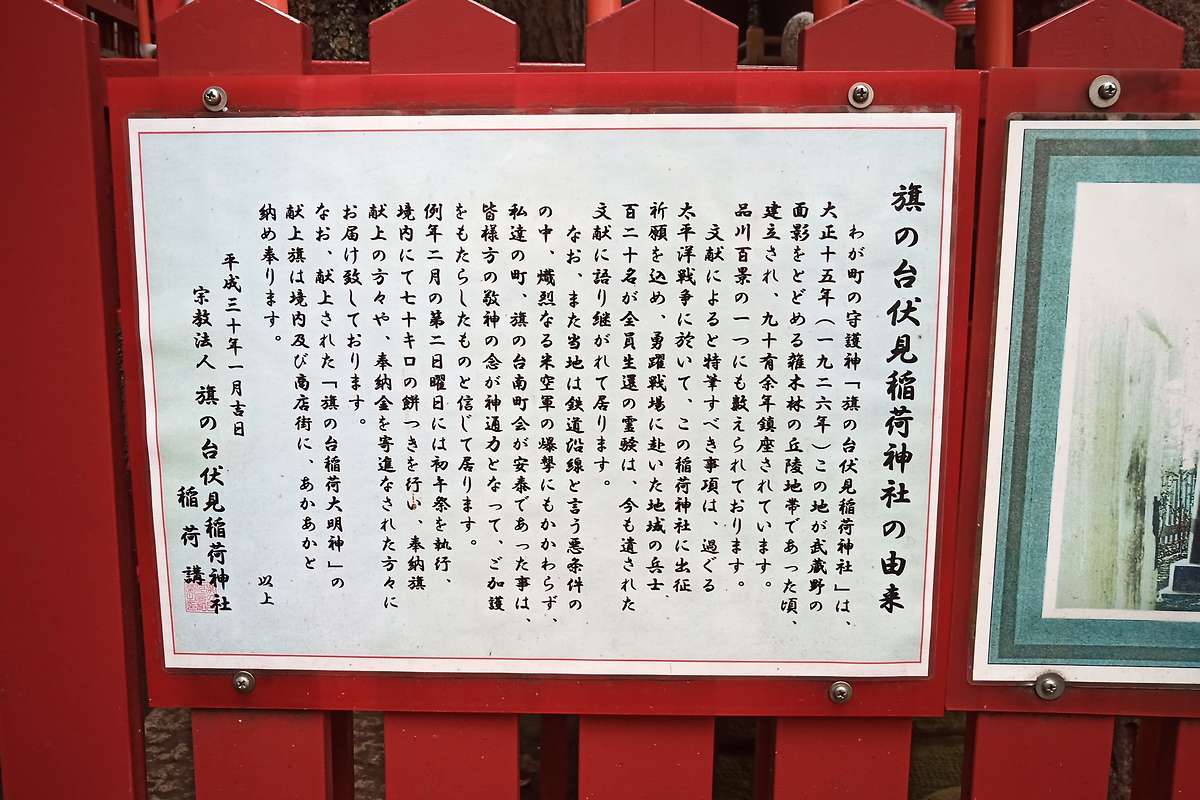 旗の台伏見稲荷神社の由来
わが町の守護神「旗の台伏見稲荷神社」は、
大正十五年(一九二六年)この地が武蔵野の
面影をとどめる雑木林の丘陵地帯であった頃、
建立され、九十有余年鎮座されています。
品川百景の一つにも数えられております。
文献によると特筆すべき事項は、過ぐる
太平洋戦争に於いて、この稲荷神社に出征
祈願を込め、勇躍戦場に赴いた地域の兵士
百二十名が全員生還の霊験は、今も遺された
文献に語り継がれて居ります。
なお、また当地は鉄道沿線と言う悪条件の
の中、熾烈なる米空軍の爆撃にもかかわらず、
私達の町、旗の台南町会が安泰であった事は、
皆様方の敬神の念が神通力となって、ご加護
をもたらしたものと信じて居ります。
例年二月の第二日曜日には初午祭を執行、
境内にて七十キロの餅つきを行い、奉納旗
献上の方々や、奉納金を寄進なされた方々に
お届け致しております。
なお、献上された「旗の台稲荷大明神」の
献上旗は境内及び商店街に、あかあかと
納め奉ります。
以上
平成三十年一月吉日
宗教法人 旗の台伏見稲荷神社
稲荷講